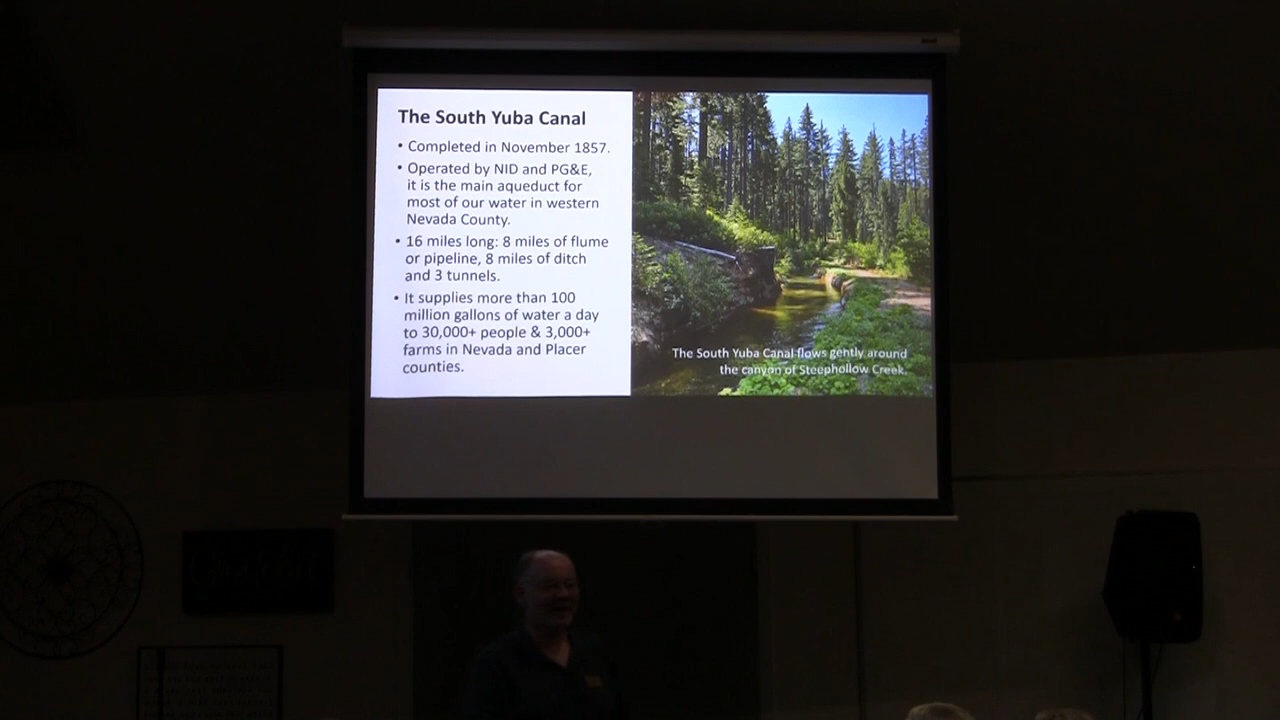 The South Yuba Canal
• Completed in November 1857.
• Operated by NID and PG&E,
it is the main aqueduct for
most of our water in western
Nevada County.
• 16 miles long: 8 miles of flume
or pipeline, 8 miles of ditch
and 3 tunnels.
• It supplies more than 100
million gallons of water a day
to 30,000+ people & 3,000+
farms in Nevada and Placer
counties.
The South Yuba Canal flows gently around
the canyon of Steephollow Creek.